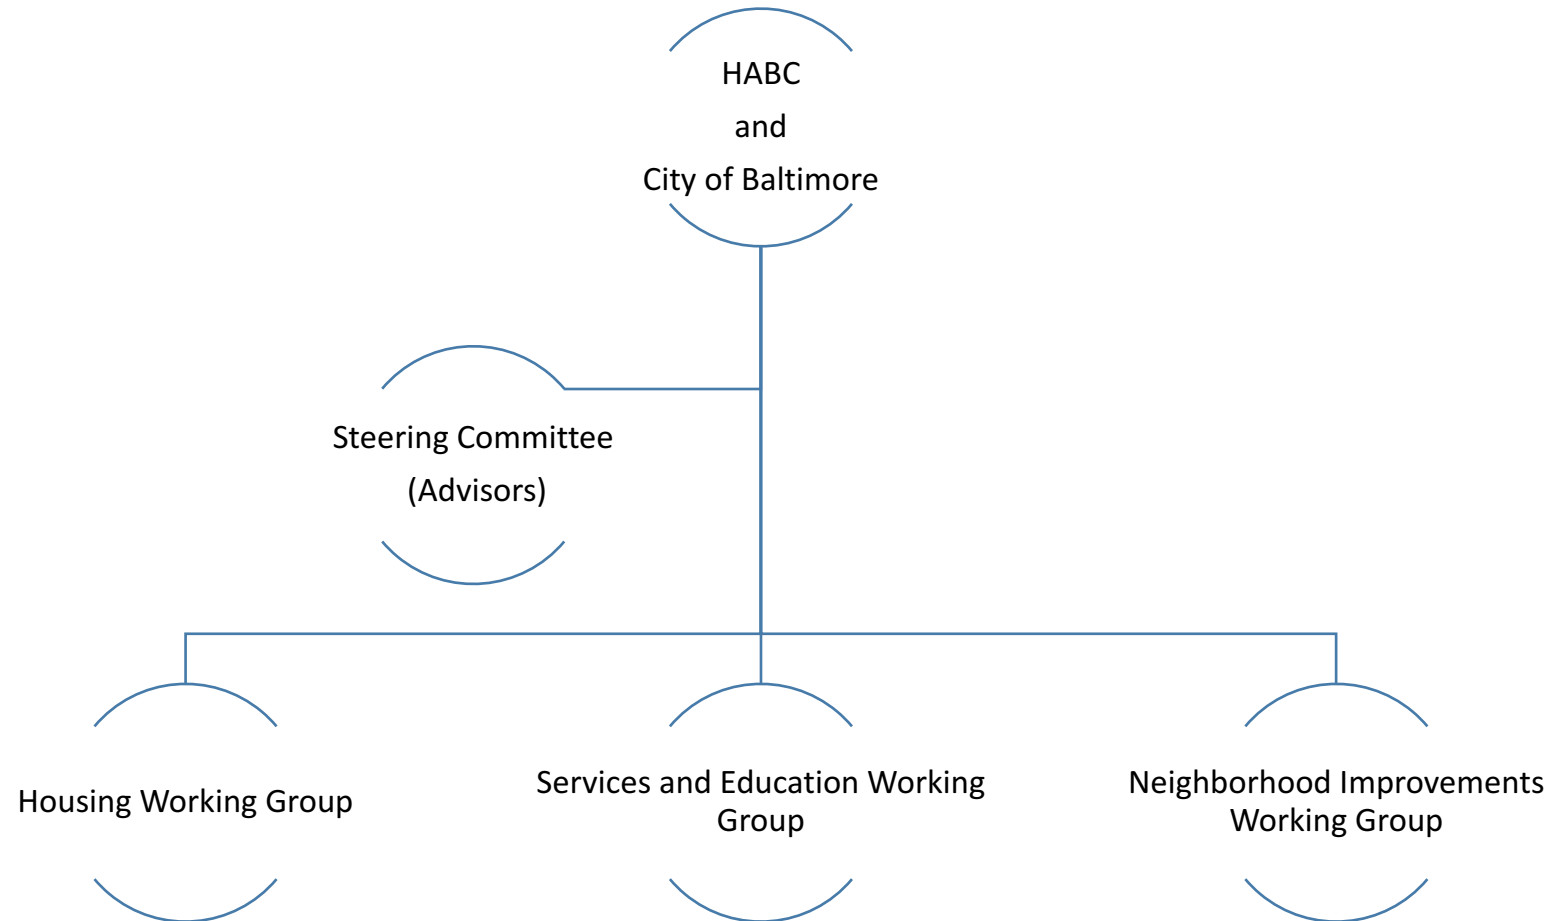 HABC
and
City of Baltimore
Steering Committee
(Advisors)
Housing Working Group
Services and Education Working
Group
Neighborhood Improvements
Working Group